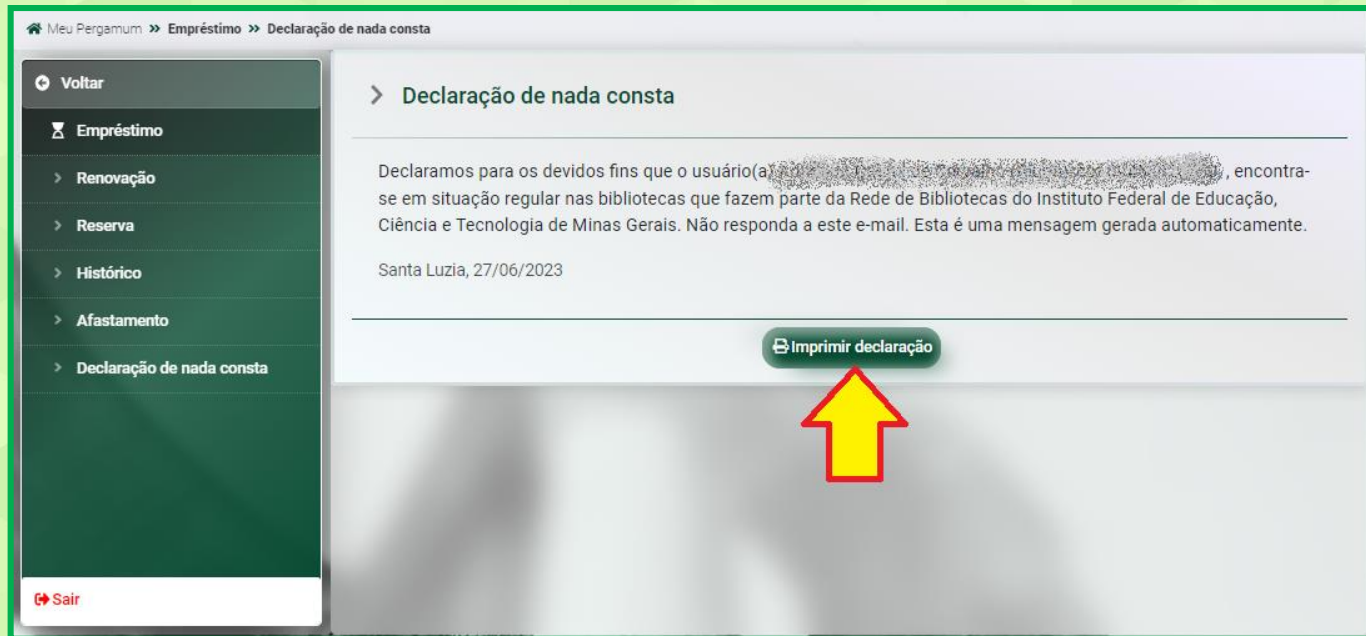 Meu Pergamum >> Empréstimo >> Declaração de nada consta
Voltar
Empréstimo
> Renovação
> Reserva
> Histórico
> Afastamento
> Declaração de nada consta
Sair
> Declaração de nada consta
Declaramos para os devidos fins que o usuário(a) , encontra-
se em situação regular nas bibliotecas que fazem parte da Rede de Bibliotecas do Instituto Federal de Educação,
Ciência e Tecnologia de Minas Gerais. Não responda a este e-mail. Esta é uma mensagem gerada automaticamente.
Santa Luzia, 27/06/2023
Imprimir declaração